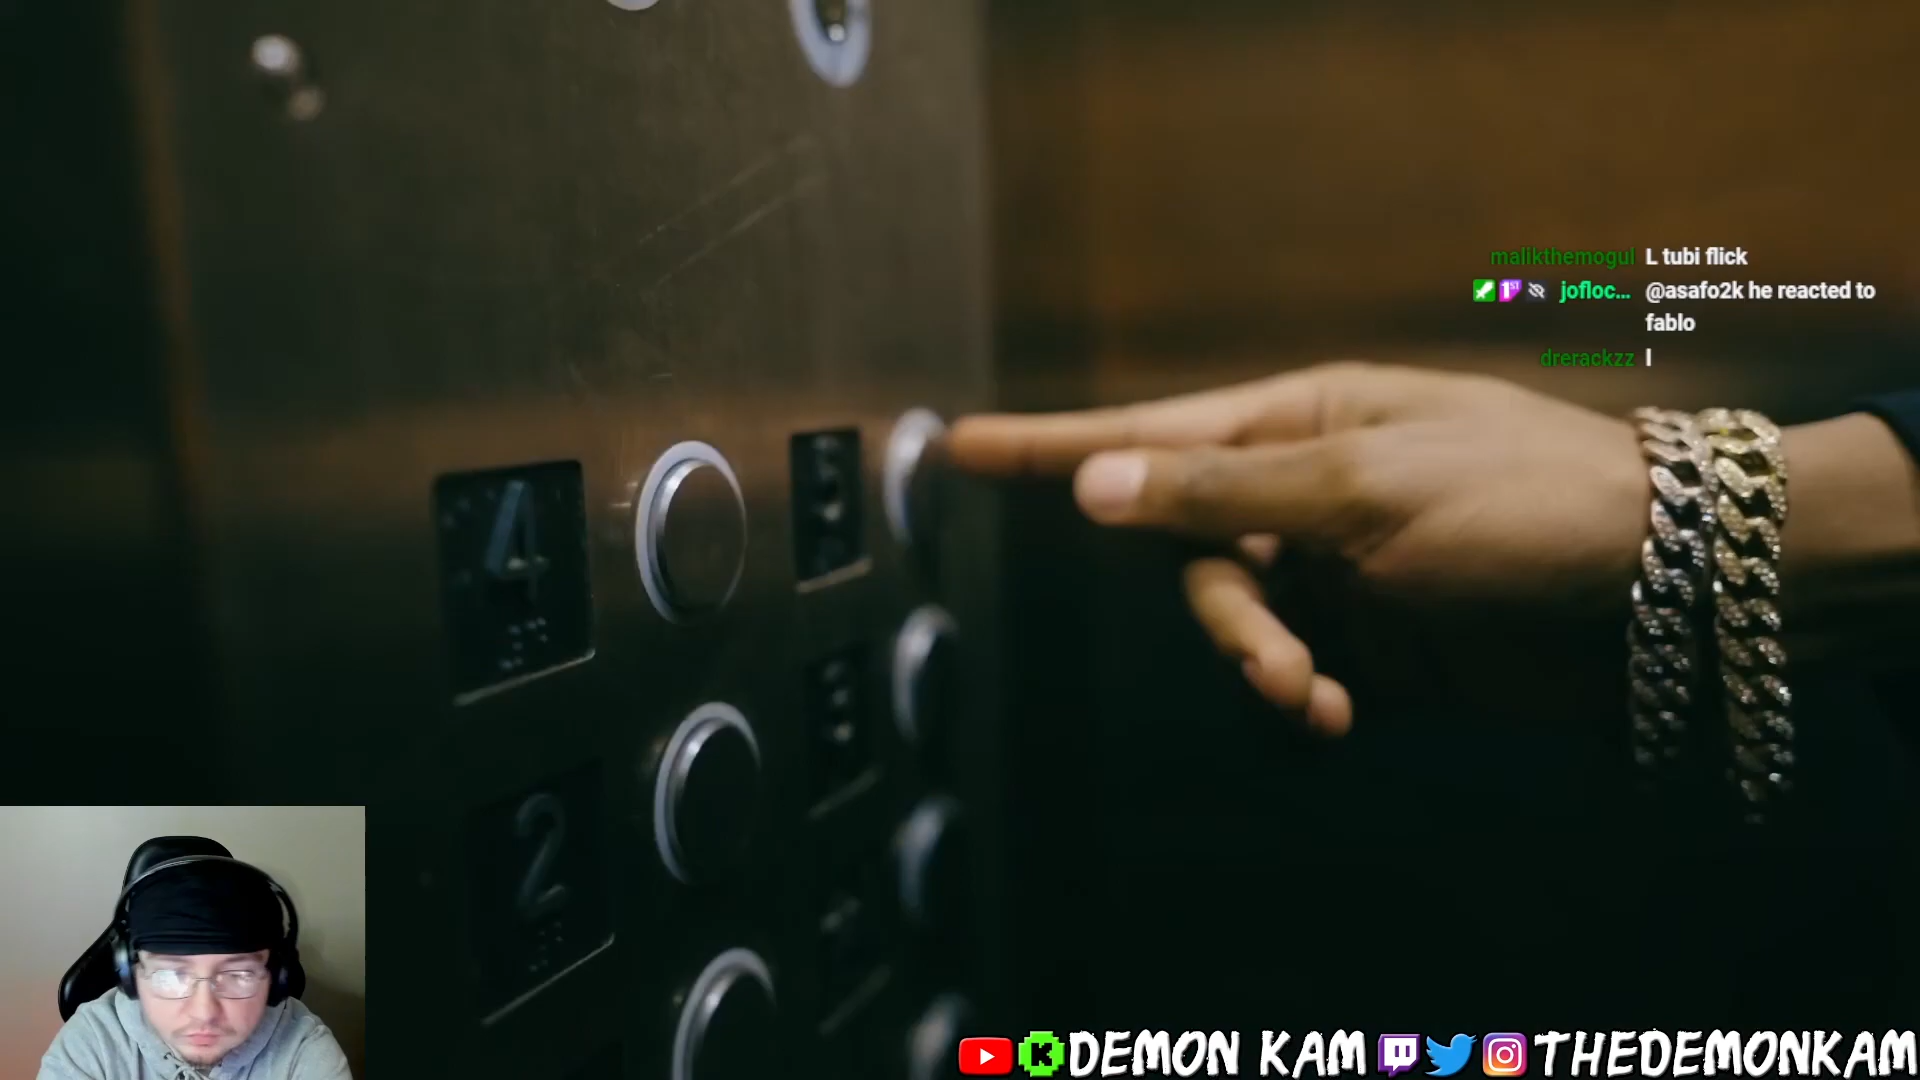 malikthemogul L tubi flick
jofloc... @asafo2k he reacted to
fablo
drerackzz l
4
2
DEMON KAM THEDEMONKAM